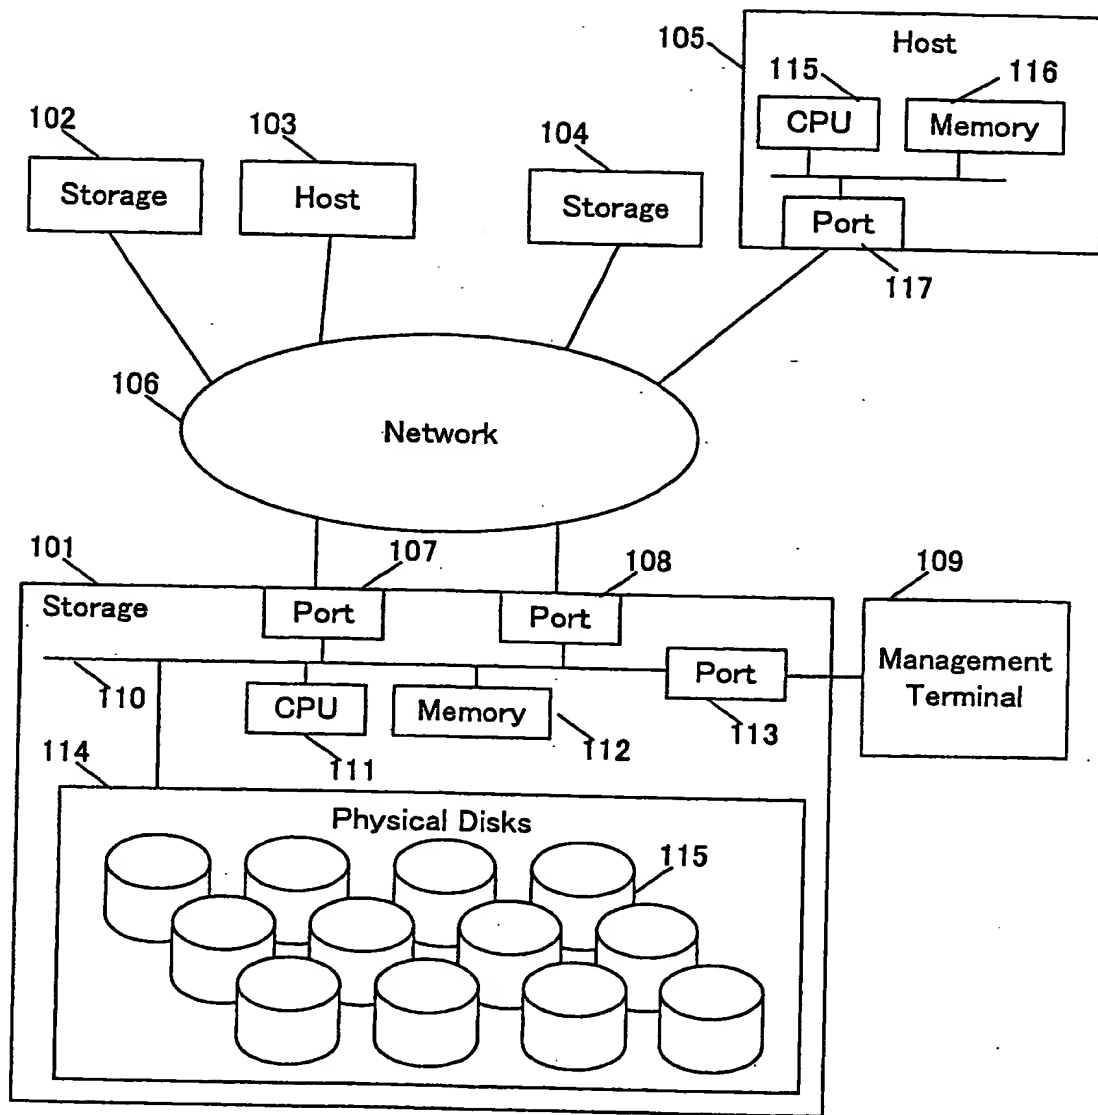 105
Host
115
116
CPU
Memory
Port
117
102
Storage
103
Host
104
Storage
106
Network
101
Storage
107
Port
108
Port
109
Management
Terminal
110
CPU
111
Memory
112
Port
113
114
Physical Disks
115